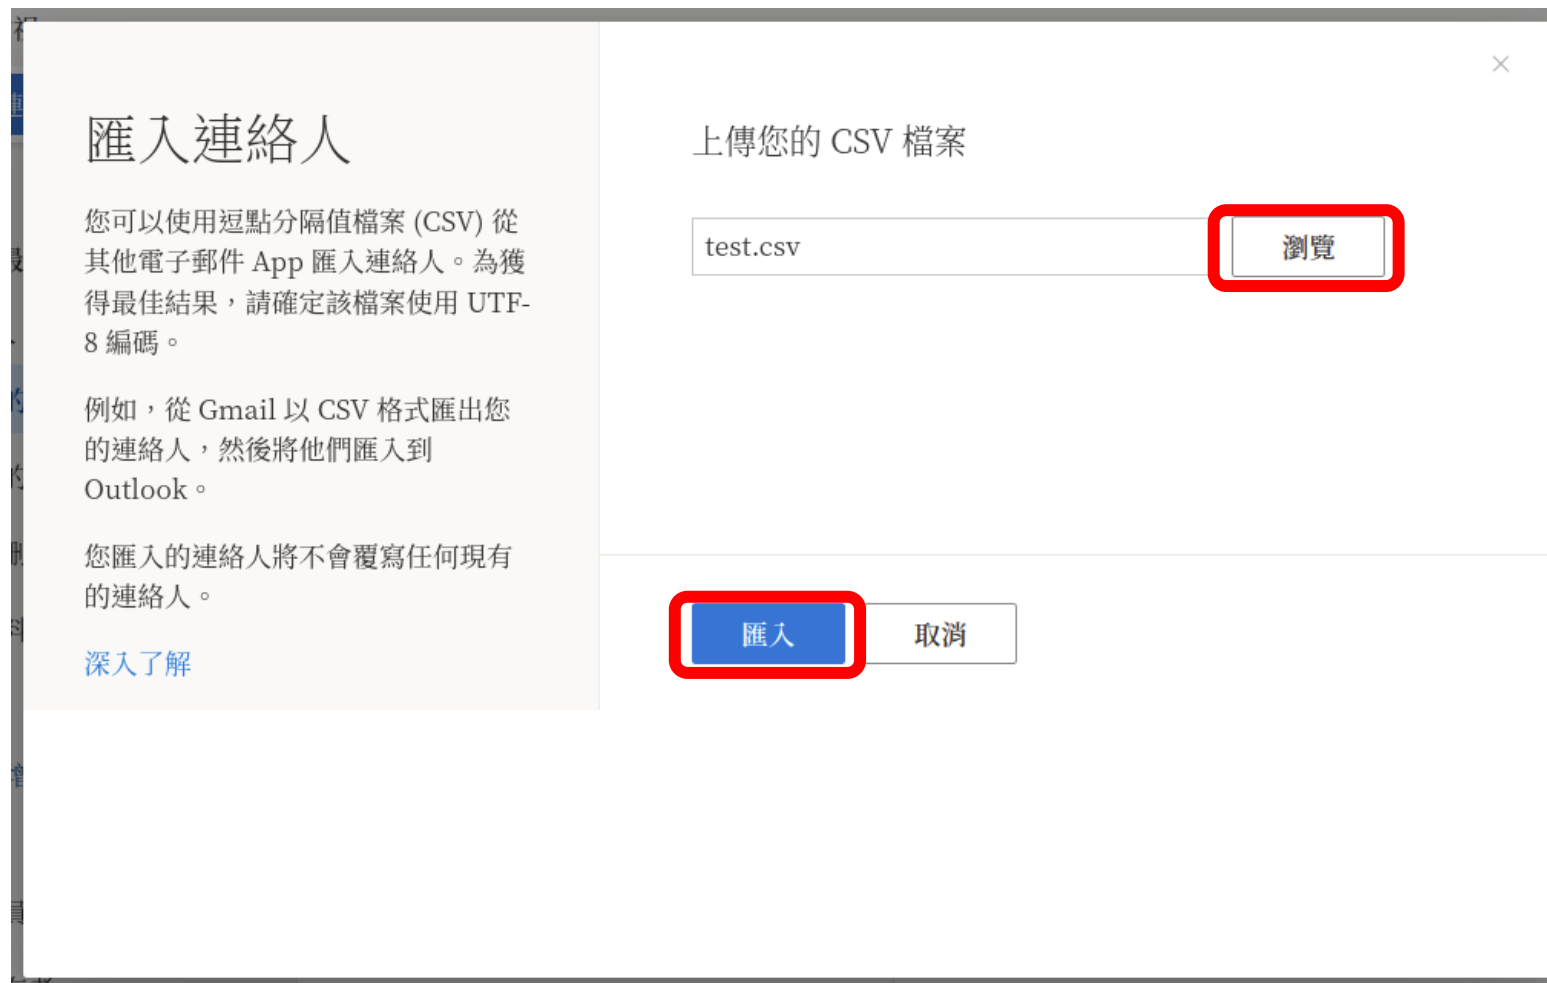 匯入連絡人
您可以使用逗點分隔值檔案 (CSV) 從
其他電子郵件 App 匯入連絡人。為獲
得最佳結果，請確定該檔案使用 UTF-
8 編碼。
例如，從 Gmail 以 CSV 格式匯出您
的連絡人，然後將他們匯入到
Outlook。
您匯入的連絡人將不會覆寫任何現有
的連絡人。
深入了解
上傳您的 CSV 檔案
test.csv
瀏覽
匯入
取消